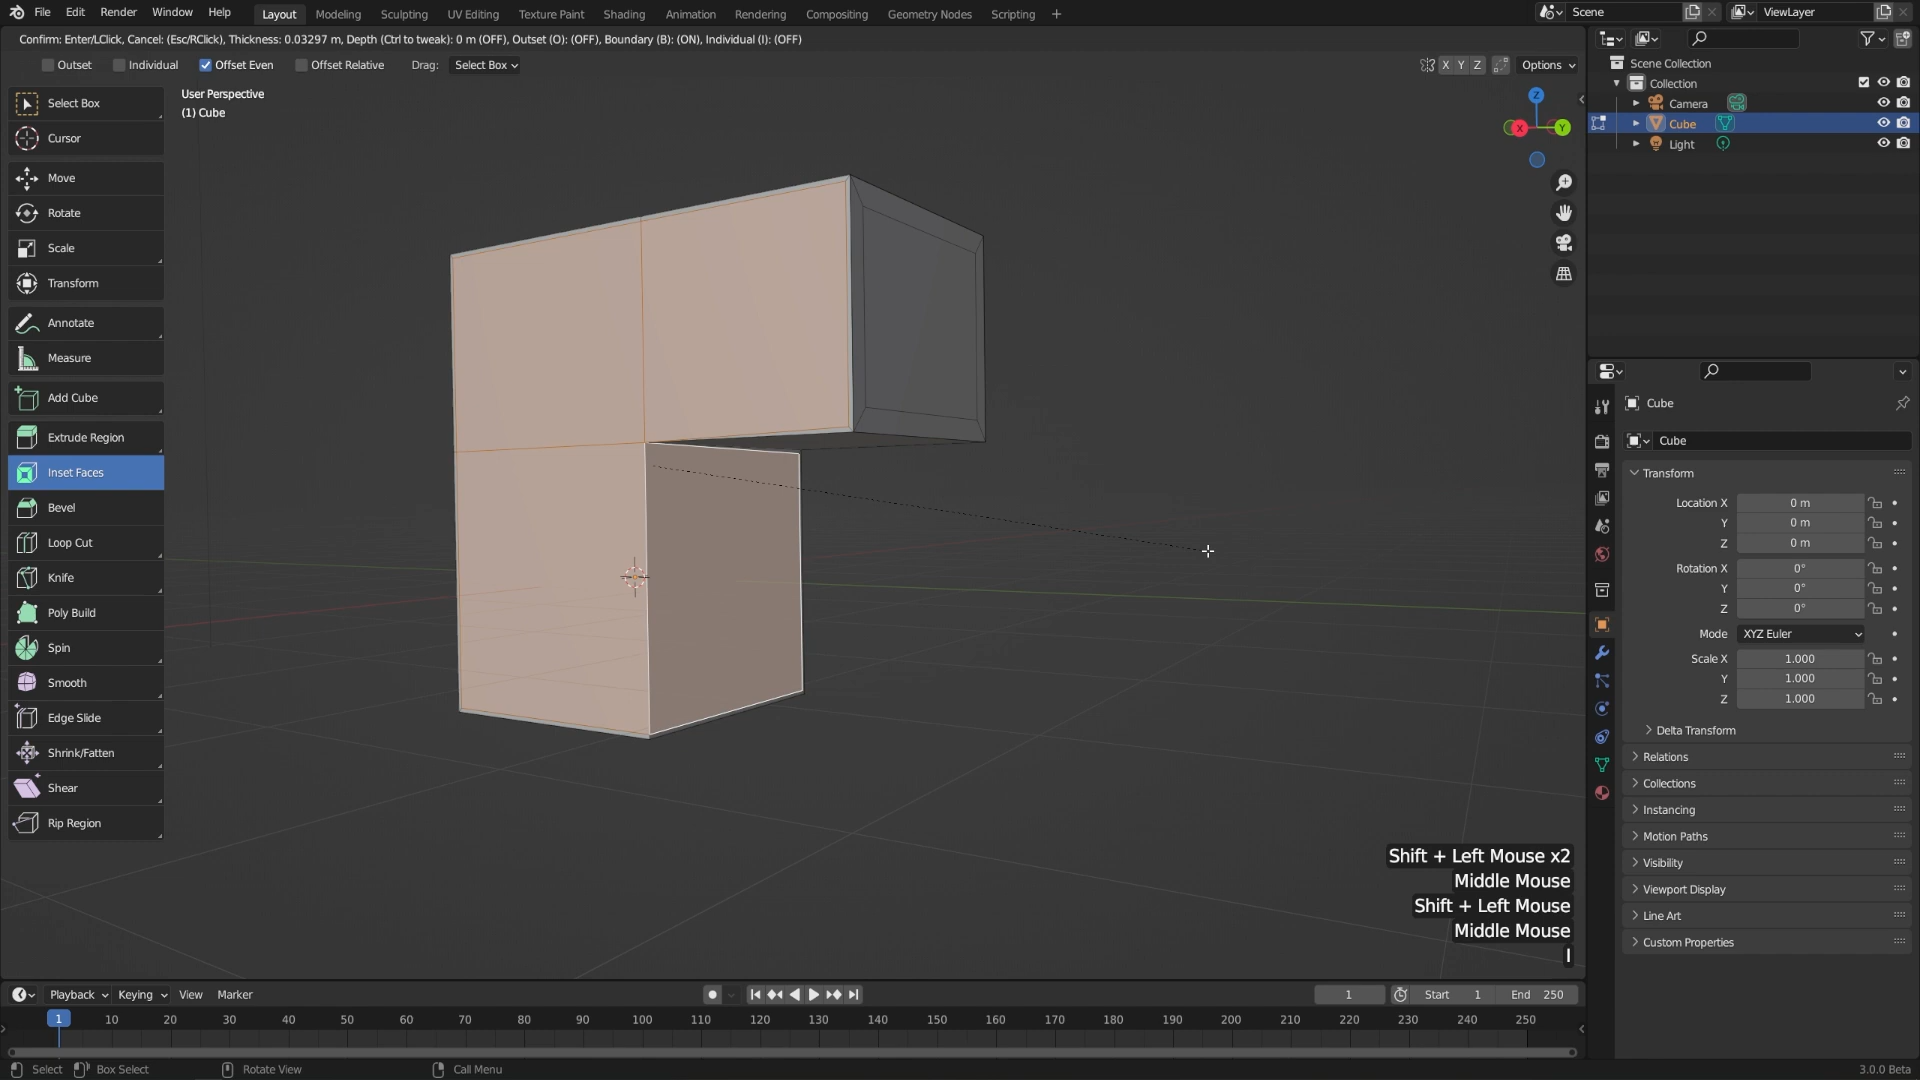 File Edit Render Window Help Layout Modeling Sculpting UV Editing Texture Paint Shading Animation Rendering Compositing Geometry Nodes Scripting + Scene ViewLayer
Confirm: Enter/LClick, Cancel: (Esc/RClick), Thickness: 0.03297 m, Depth (Ctrl to tweak): 0 m (OFF), Outset (O): (OFF), Boundary (B): (ON), Individual (I): (OFF)
Outset Individual Offset Even Offset Relative Drag: Select Box X Y Z Options
User Perspective
(1) Cube
Z
X Y
Select Box
Cursor
Move
Rotate
Scale
Transform
Annotate
Measure
Add Cube
Extrude Region
Inset Faces
Bevel
Loop Cut
Knife
Poly Build
Spin
Smooth
Edge Slide
Shrink/Fatten
Shear
Rip Region
Shift + Left Mouse x2
Middle Mouse
Shift + Left Mouse
Middle Mouse
I
Scene Collection
Collection
Camera
Cube
Light
Cube
Cube
Transform
Location X 0 m
Y 0 m
Z 0 m
Rotation X 0°
Y 0°
Z 0°
Mode XYZ Euler
Scale X 1.000
Y 1.000
Z 1.000
Delta Transform
Relations
Collections
Instancing
Motion Paths
Visibility
Viewport Display
Line Art
Custom Properties
Playback Keying View Marker 1 Start 1 End 250
1 10 20 30 40 50 60 70 80 90 100 110 120 130 140 150 160 170 180 190 200 210 220 230 240 250
Select Box Select Rotate View Call Menu 3.0.0 Beta